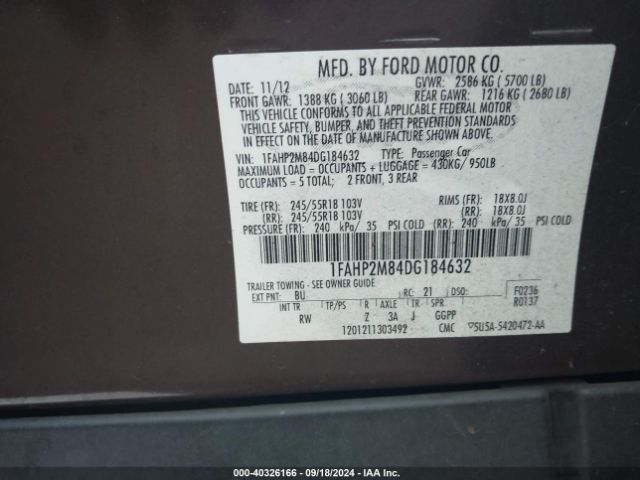 MFD. BY FORD MOTOR CO.
DATE: 11/12 GVWR: 2586 KG ( 5700 LB)
FRONT GAWR: 1388 KG ( 3060 LB) REAR GAWR: 1216 KG ( 2680 LB)
THIS VEHICLE CONFORMS TO ALL APPLICABLE FEDERAL MOTOR
VEHICLE SAFETY, BUMPER, AND THEFT PREVENTION STANDARDS
IN EFFECT ON THE DATE OF MANUFACTURE SHOWN ABOVE.
VIN: 1FAHP2M84DG184632 TYPE: Passenger Car
MAXIMUM LOAD = OCCUPANTS + LUGGAGE = 430KG/ 950LB
OCCUPANTS = 5 TOTAL; 2 FRONT, 3 REAR
TIRE (FR): 245/55R18 103V RIMS (FR): 18X8.0J
(RR): 245/55R18 103V (RR): 18X8.0J
PRESSURE (FR): 240 kPa/ 35 PSI COLD (RR): 240 kPa/ 35 PSI COLD
1FAHP2M84DG184632
TRAILER TOWING - SEE OWNER GUIDE
EXT PNT: BU RC: 21 DSO: F0236
INT TR TP/PS R AXLE TR SPR R0137
RW Z 3A J GGPP
1201211303492 CMC ▽5U5A-5420472-AA
000-40326166 - 09/18/2024 - IAA Inc.